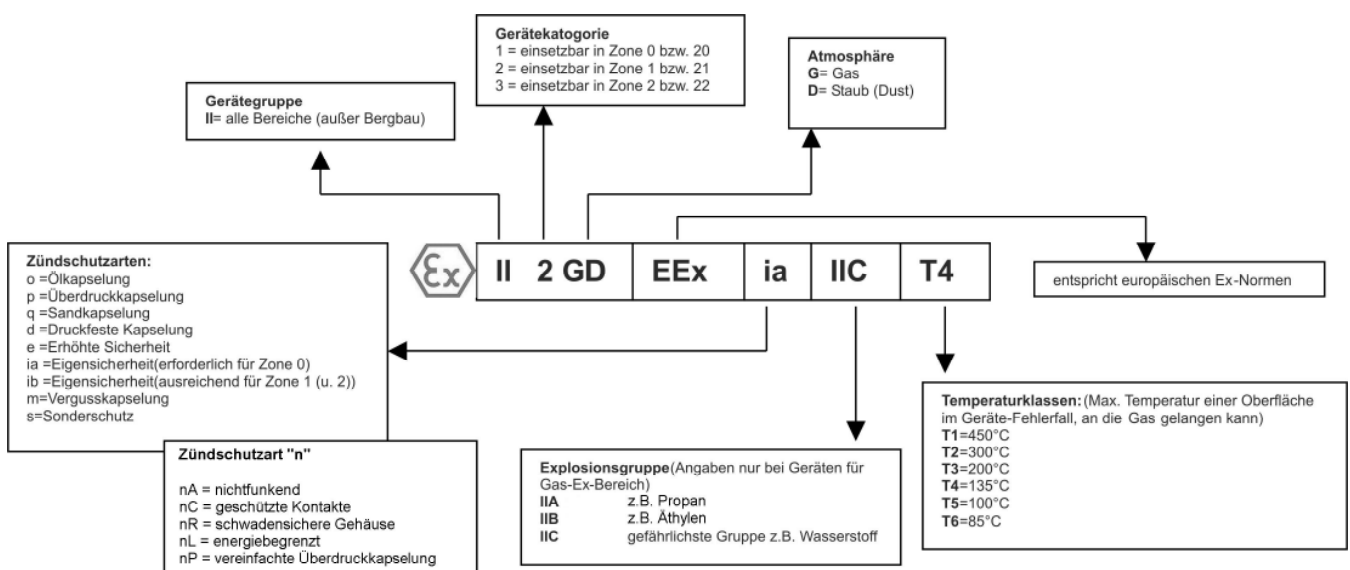 Gerätekatogorie
1 = einsetzbar in Zone 0 bzw. 20
2 = einsetzbar in Zone 1 bzw. 21
3 = einsetzbar in Zone 2 bzw. 22
Atmosphäre
G= Gas
D= Staub (Dust)
Gerätegruppe
II= alle Bereiche (außer Bergbau)
Ex II 2 GD EEx ia IIC T4
entspricht europäischen Ex-Normen
Zündschutzarten:
o =Ölkapselung
p =Überdruckkapselung
q =Sandkapselung
d =Druckfeste Kapselung
e =Erhöhte Sicherheit
ia =Eigensicherheit(erforderlich für Zone 0)
ib =Eigensicherheit(ausreichend für Zone 1 (u. 2))
m=Vergusskapselung
s=Sonderschutz
Zündschutzart "n"
nA = nichtfunkend
nC = geschützte Kontakte
nR = schwadensichere Gehäuse
nL = energiebegrenzt
nP = vereinfachte Überdruckkapselung
Explosionsgruppe(Angaben nur bei Geräten für
Gas-Ex-Bereich)
IIA z.B. Propan
IIB z.B. Äthylen
IIC gefährlichste Gruppe z.B. Wasserstoff
Temperaturklassen:(Max. Temperatur einer Oberfläche
im Geräte-Fehlerfall, an die Gas gelangen kann)
T1=450°C
T2=300°C
T3=200°C
T4=135°C
T5=100°C
T6=85°C